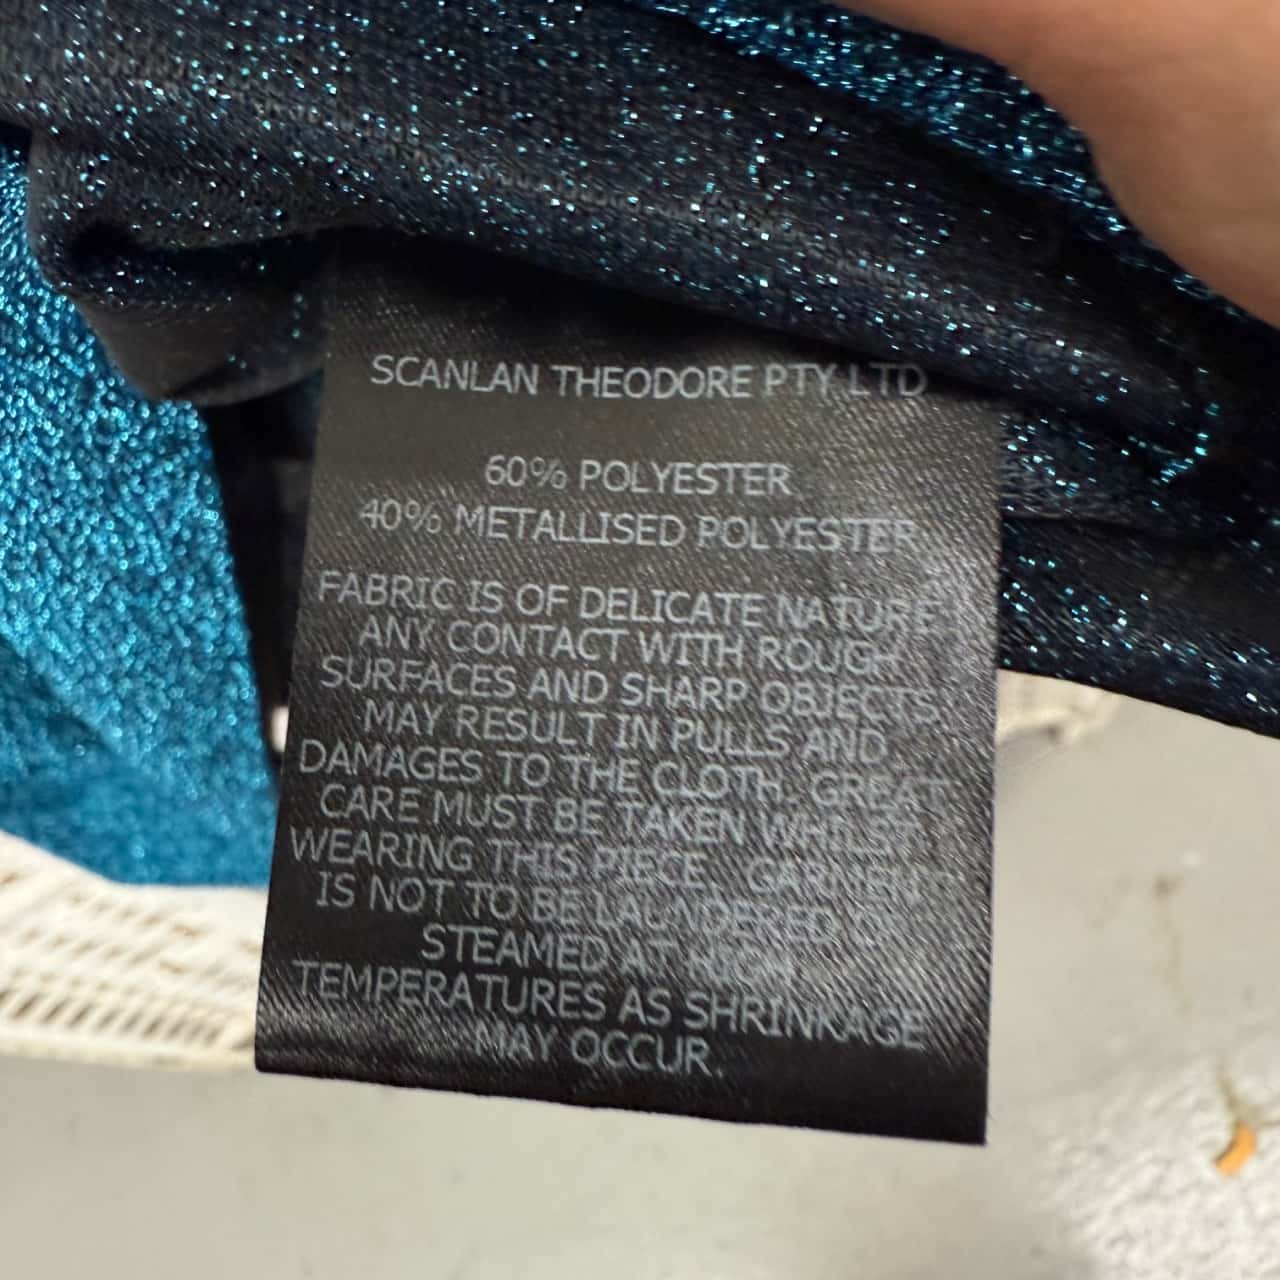 SCANLAN THEODORE PTY LTD
60% POLYESTER
40% METALLISED POLYESTER
FABRIC IS OF DELICATE NATURE
ANY CONTACT WITH ROUGH
SURFACES AND SHARP OBJECTS
MAY RESULT IN PULLS AND
DAMAGES TO THE CLOTH. GREAT
CARE MUST BE TAKEN WHILST
WEARING THIS PIECE. GARMENT
IS NOT TO BE LAUNDERED OR
STEAMED AT HIGH
TEMPERATURES AS SHRINKAGE
MAY OCCUR.